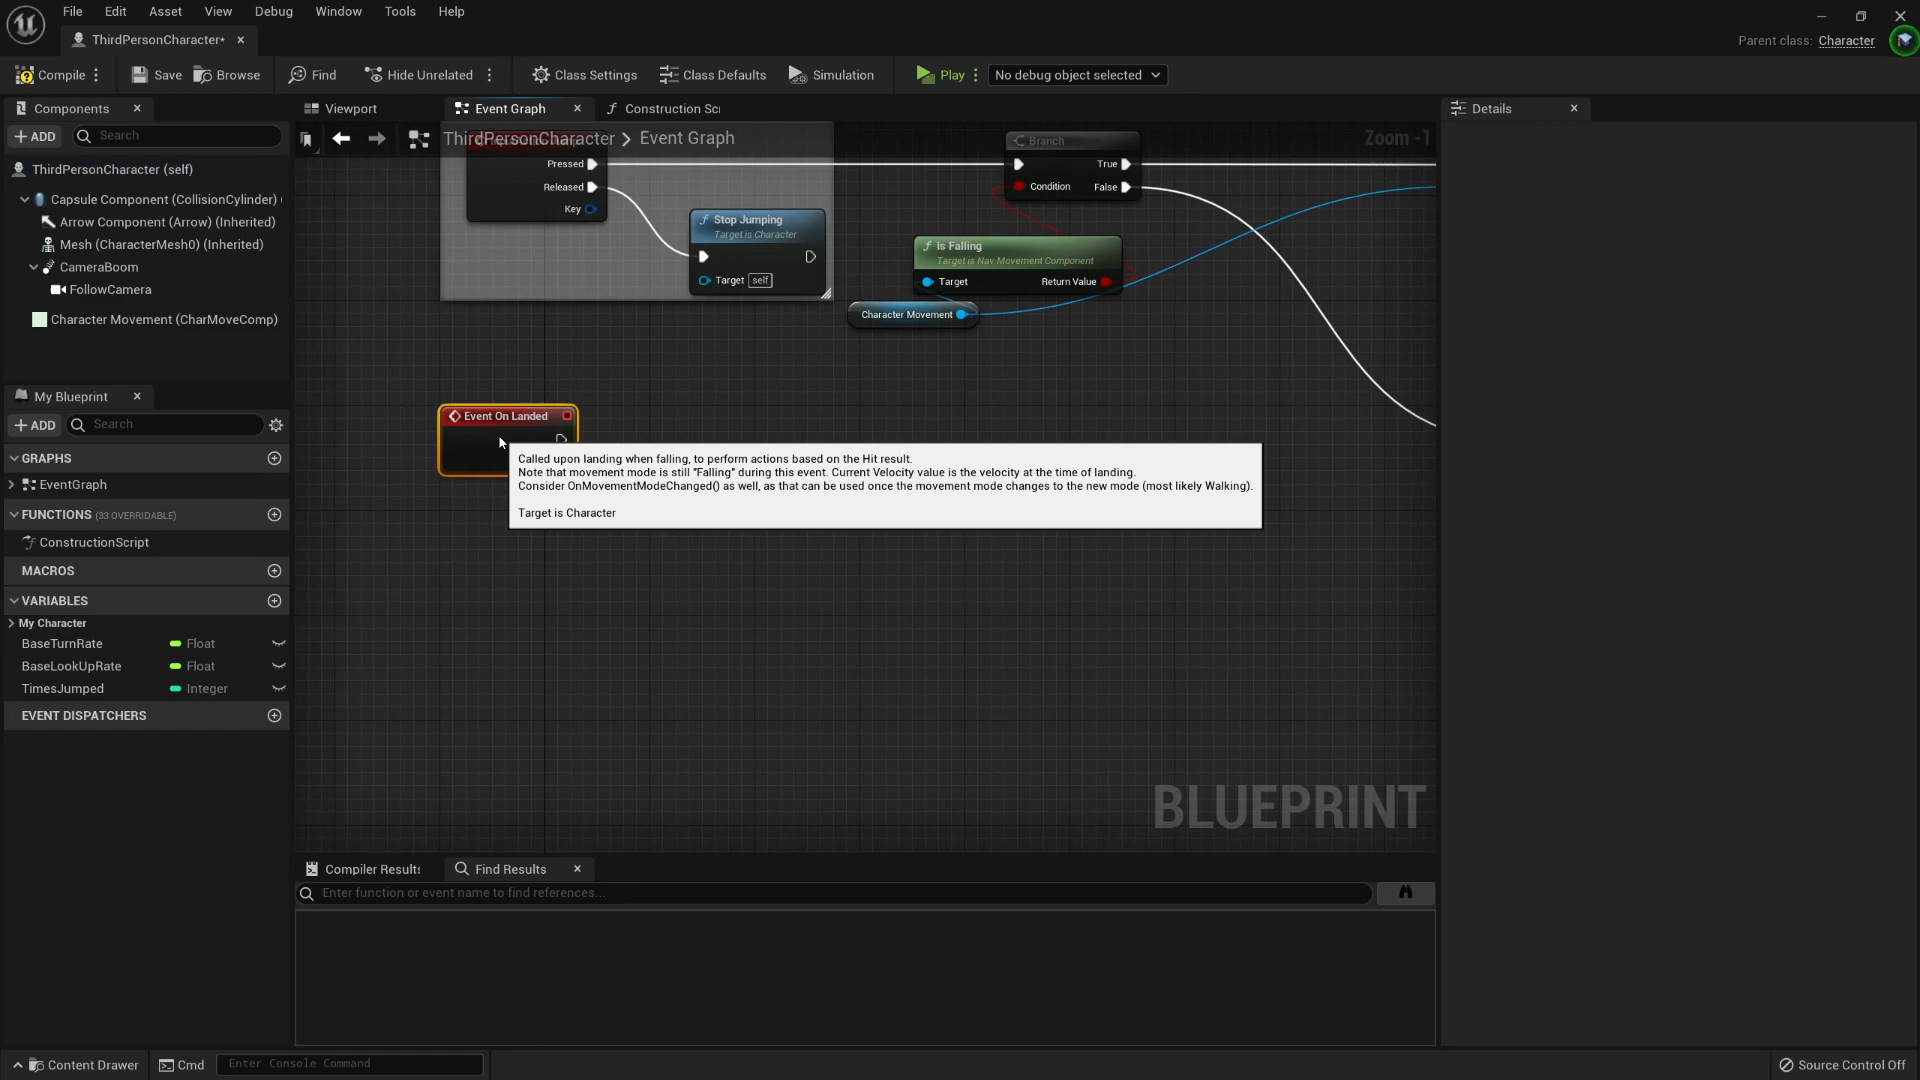 File Edit Asset View Debug Window Tools Help
ThirdPersonCharacter*
Parent class: Character
Compile Save Browse Find Hide Unrelated Class Settings Class Defaults Simulation Play No debug object selected
Components
ADD Search
ThirdPersonCharacter (self)
Capsule Component (CollisionCylinder)
Arrow Component (Arrow) (Inherited)
Mesh (CharacterMesh0) (Inherited)
CameraBoom
FollowCamera
Character Movement (CharMoveComp)
My Blueprint
ADD Search
GRAPHS
EventGraph
FUNCTIONS (33 OVERRIDABLE)
ConstructionScript
MACROS
VARIABLES
My Character
BaseTurnRate Float
BaseLookUpRate Float
TimesJumped Integer
EVENT DISPATCHERS
Viewport Event Graph Construction Scr
ThirdPersonCharacter > Event Graph
Zoom -1
Pressed
Released
Key
Stop Jumping
Target is Character
Target self
Branch
True
Condition False
Is Falling
Target is Nav Movement Component
Target Return Value
Character Movement
Event On Landed
Called upon landing when falling, to perform actions based on the Hit result.
Note that movement mode is still "Falling" during this event. Current Velocity value is the velocity at the time of landing.
Consider OnMovementModeChanged() as well, as that can be used once the movement mode changes to the new mode (most likely Walking).
Target is Character
BLUEPRINT
Compiler Results Find Results
Enter function or event name to find references...
Details
Content Drawer Cmd Enter Console Command
Source Control Off